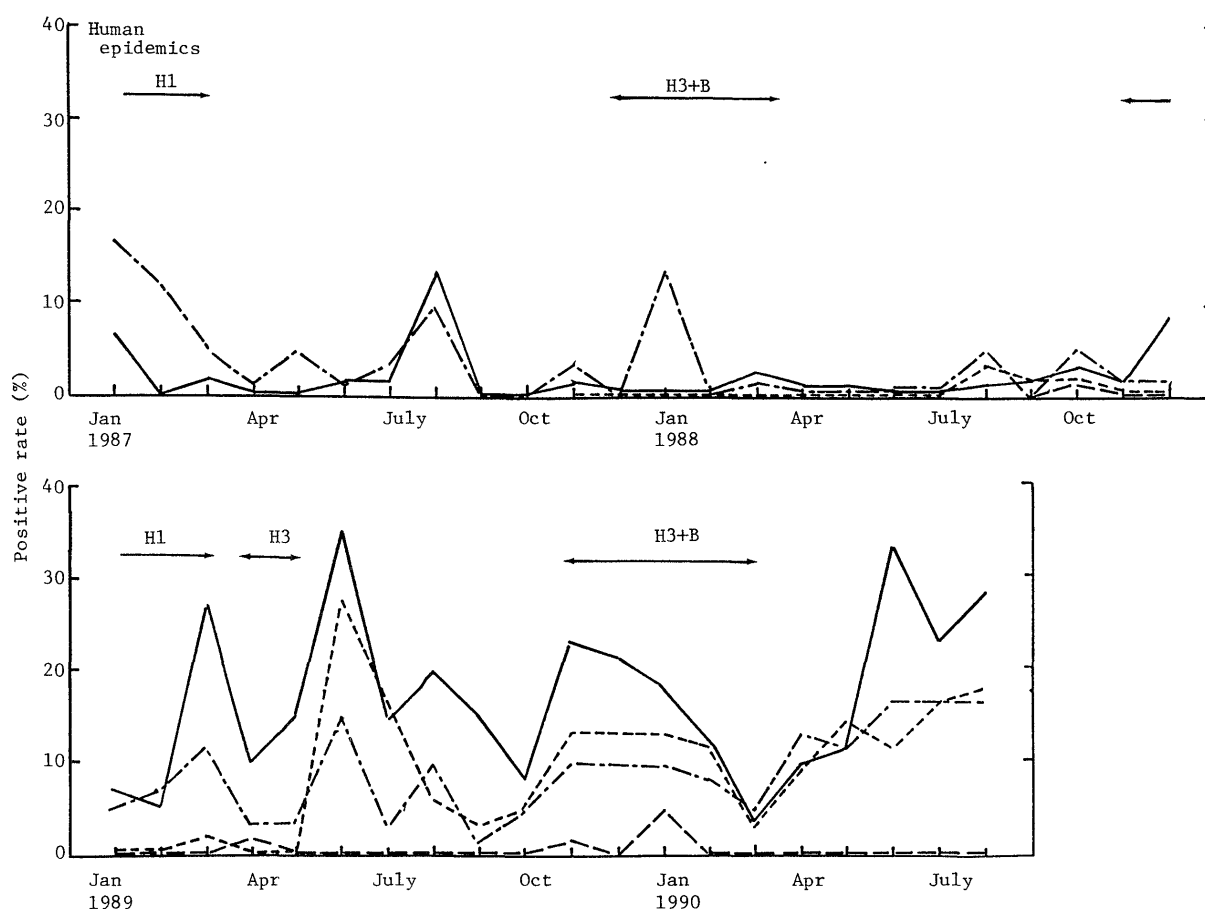 40
Human
epidemics
H1
H3+B
30
20
10
0
Jan
1987
Apr
July
Oct
Jan
1988
Apr
July
Oct
Positive rate (%)
40
H1
H3
H3+B
30
20
10
0
Jan
1989
Apr
July
Oct
Jan
1990
Apr
July